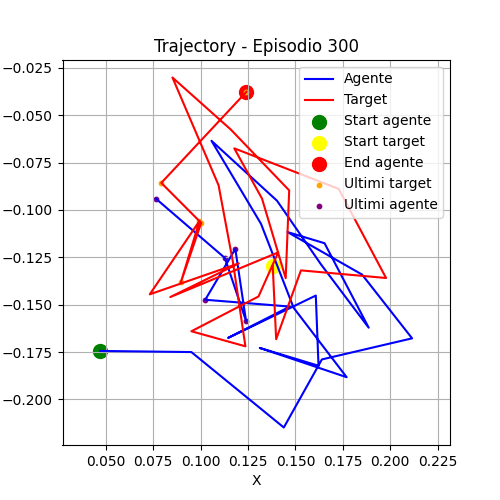 Trajectory - Episodio 300
Agente
Target
Start agente
Start target
End agente
Ultimi target
Ultimi agente
−0.025
−0.050
−0.075
−0.100
−0.125
−0.150
−0.175
−0.200
0.050 0.075 0.100 0.125 0.150 0.175 0.200 0.225
X